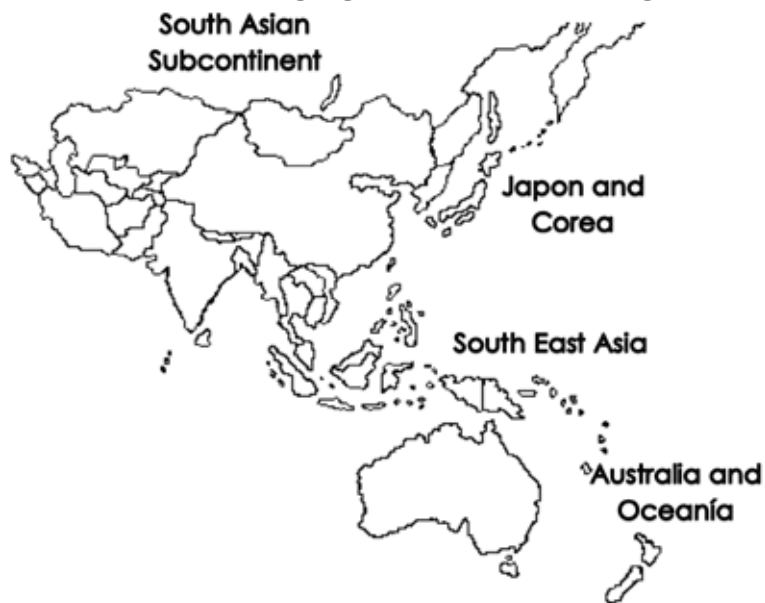 South Asian
Subcontinent
Japon and
Corea
South East Asia
Australia and
Oceanía